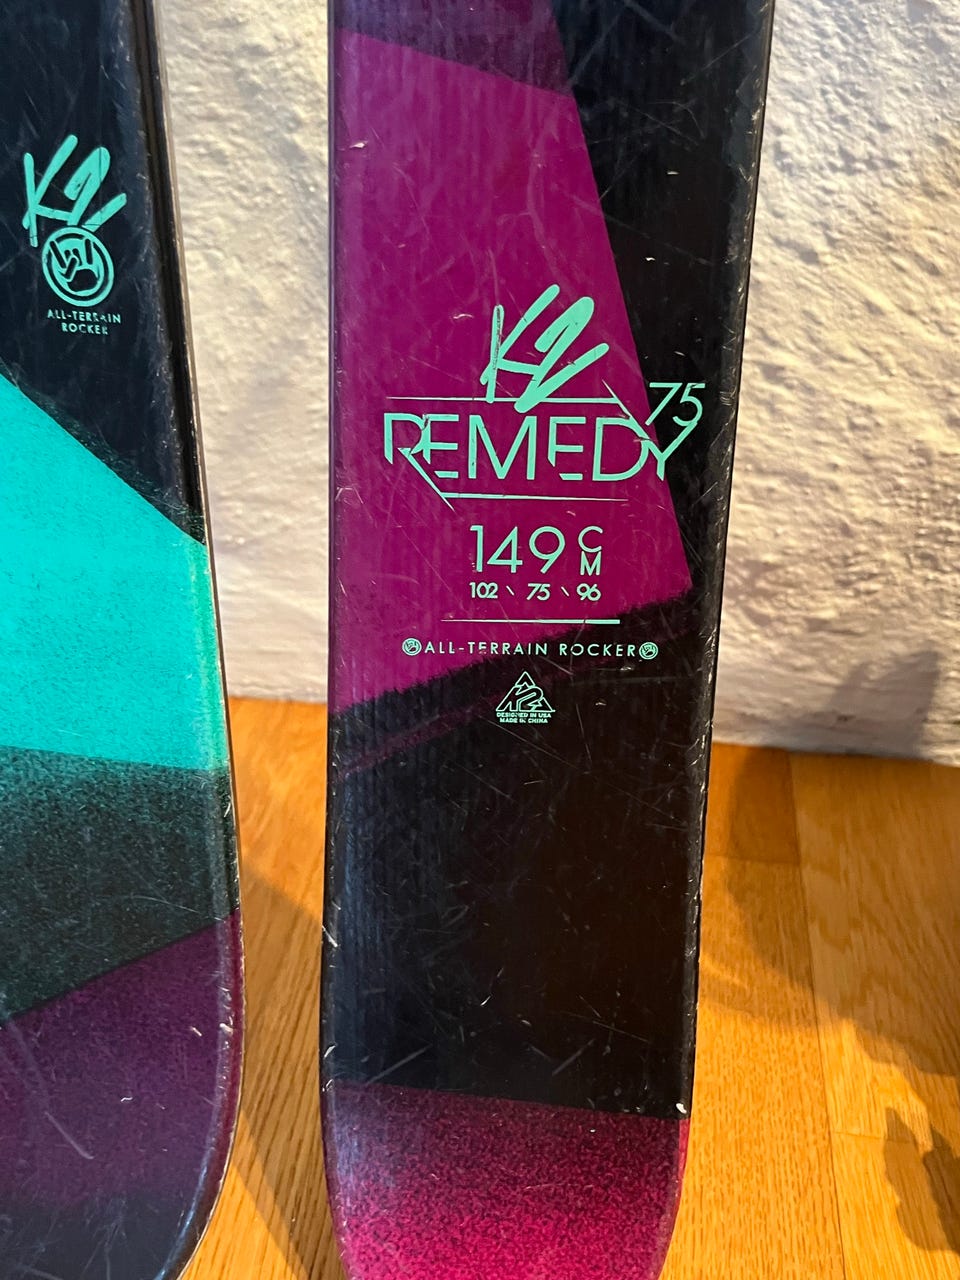 K2
ALL-TERRAIN
ROCKER
K2
75
REMEDY
149 CM
102 \ 75 \ 96
ALL-TERRAIN ROCKER
K2
DESIGNED IN USA
MADE IN CHINA